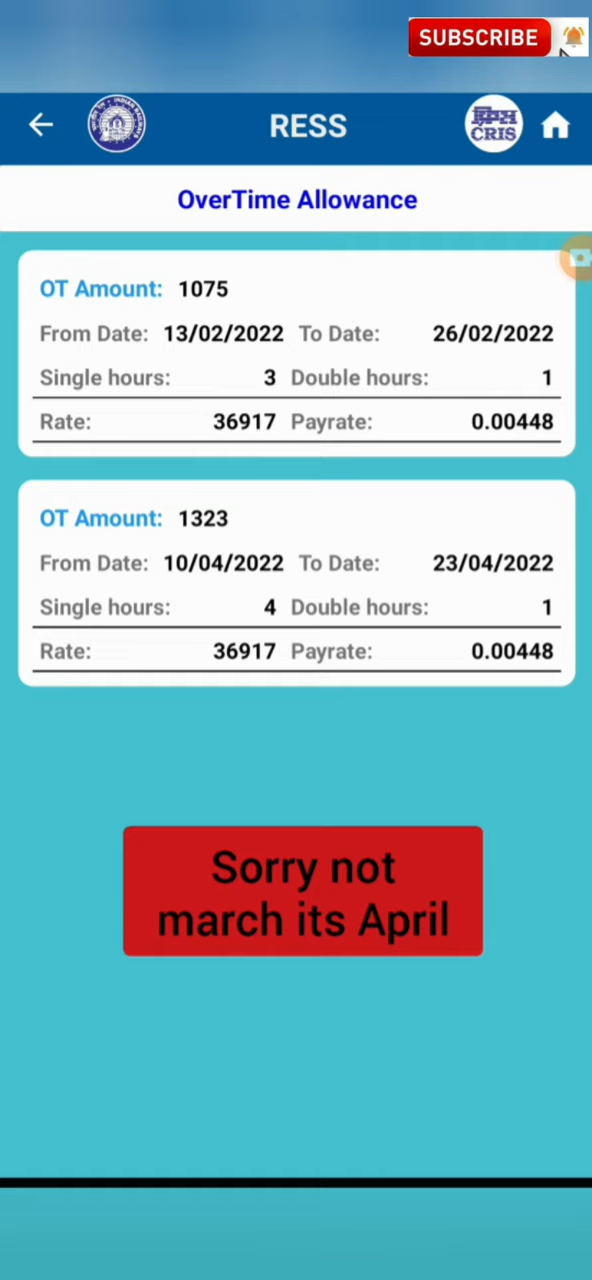 SUBSCRIBE
RESS
क्रिस
CRIS
OverTime Allowance
OT Amount: 1075
From Date: 13/02/2022 To Date: 26/02/2022
Single hours: 3 Double hours: 1
Rate: 36917 Payrate: 0.00448
OT Amount: 1323
From Date: 10/04/2022 To Date: 23/04/2022
Single hours: 4 Double hours: 1
Rate: 36917 Payrate: 0.00448
Sorry not
march its April